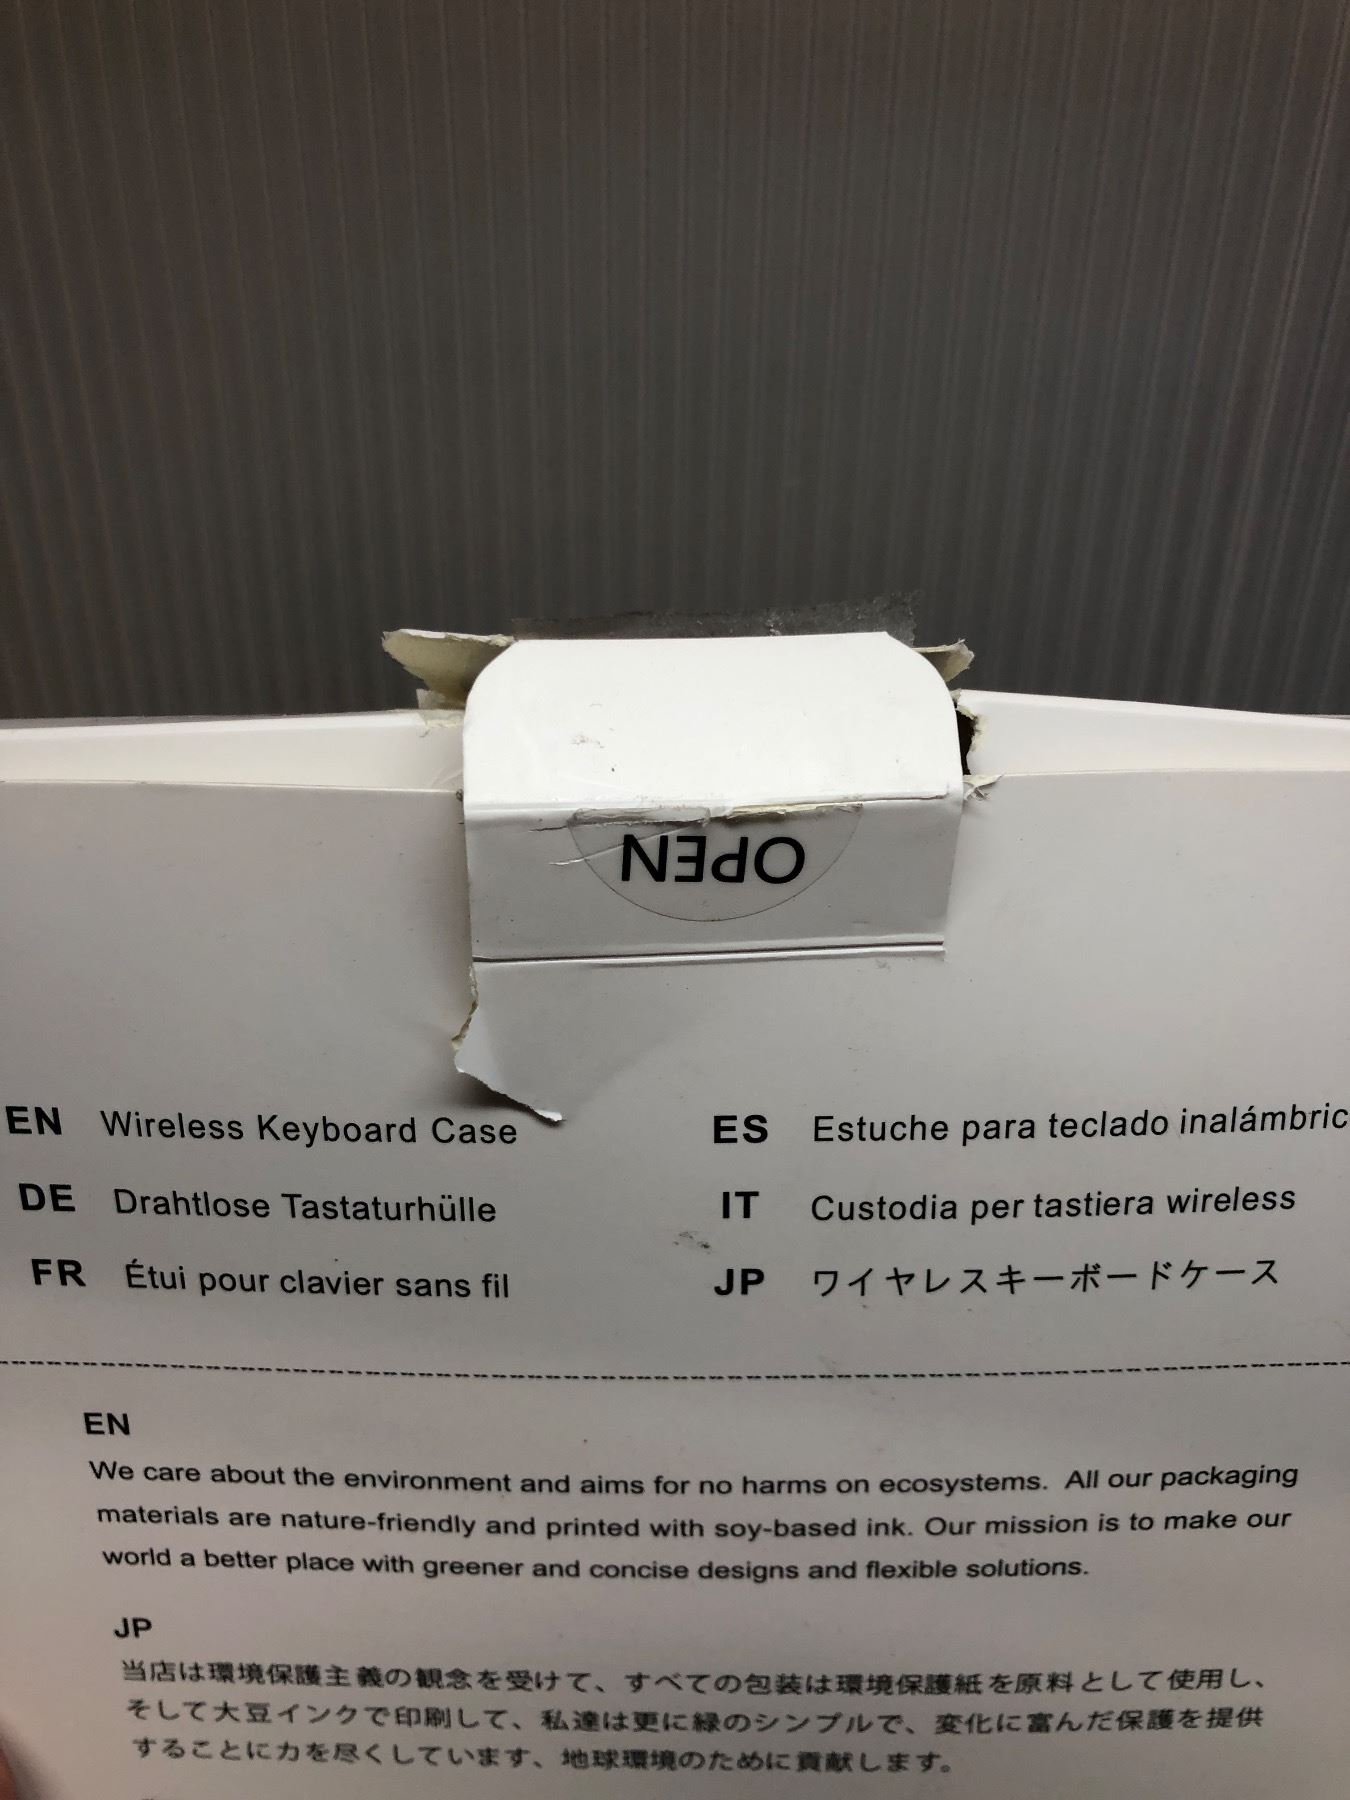 OPEN
EN Wireless Keyboard Case
DE Drahtlose Tastaturhülle
FR Étui pour clavier sans fil
ES Estuche para teclado inalámbric
IT Custodia per tastiera wireless
JP ワイヤレスキーボードケース
EN
We care about the environment and aims for no harms on ecosystems. All our packaging
materials are nature-friendly and printed with soy-based ink. Our mission is to make our
world a better place with greener and concise designs and flexible solutions.
JP
当店は環境保護主義の観念を受けて、すべての包装は環境保護紙を原料として使用し、
そして大豆インクで印刷して、私達は更に緑のシンプルで、変化に富んだ保護を提供
することに力を尽くしています、地球環境のために貢献します。